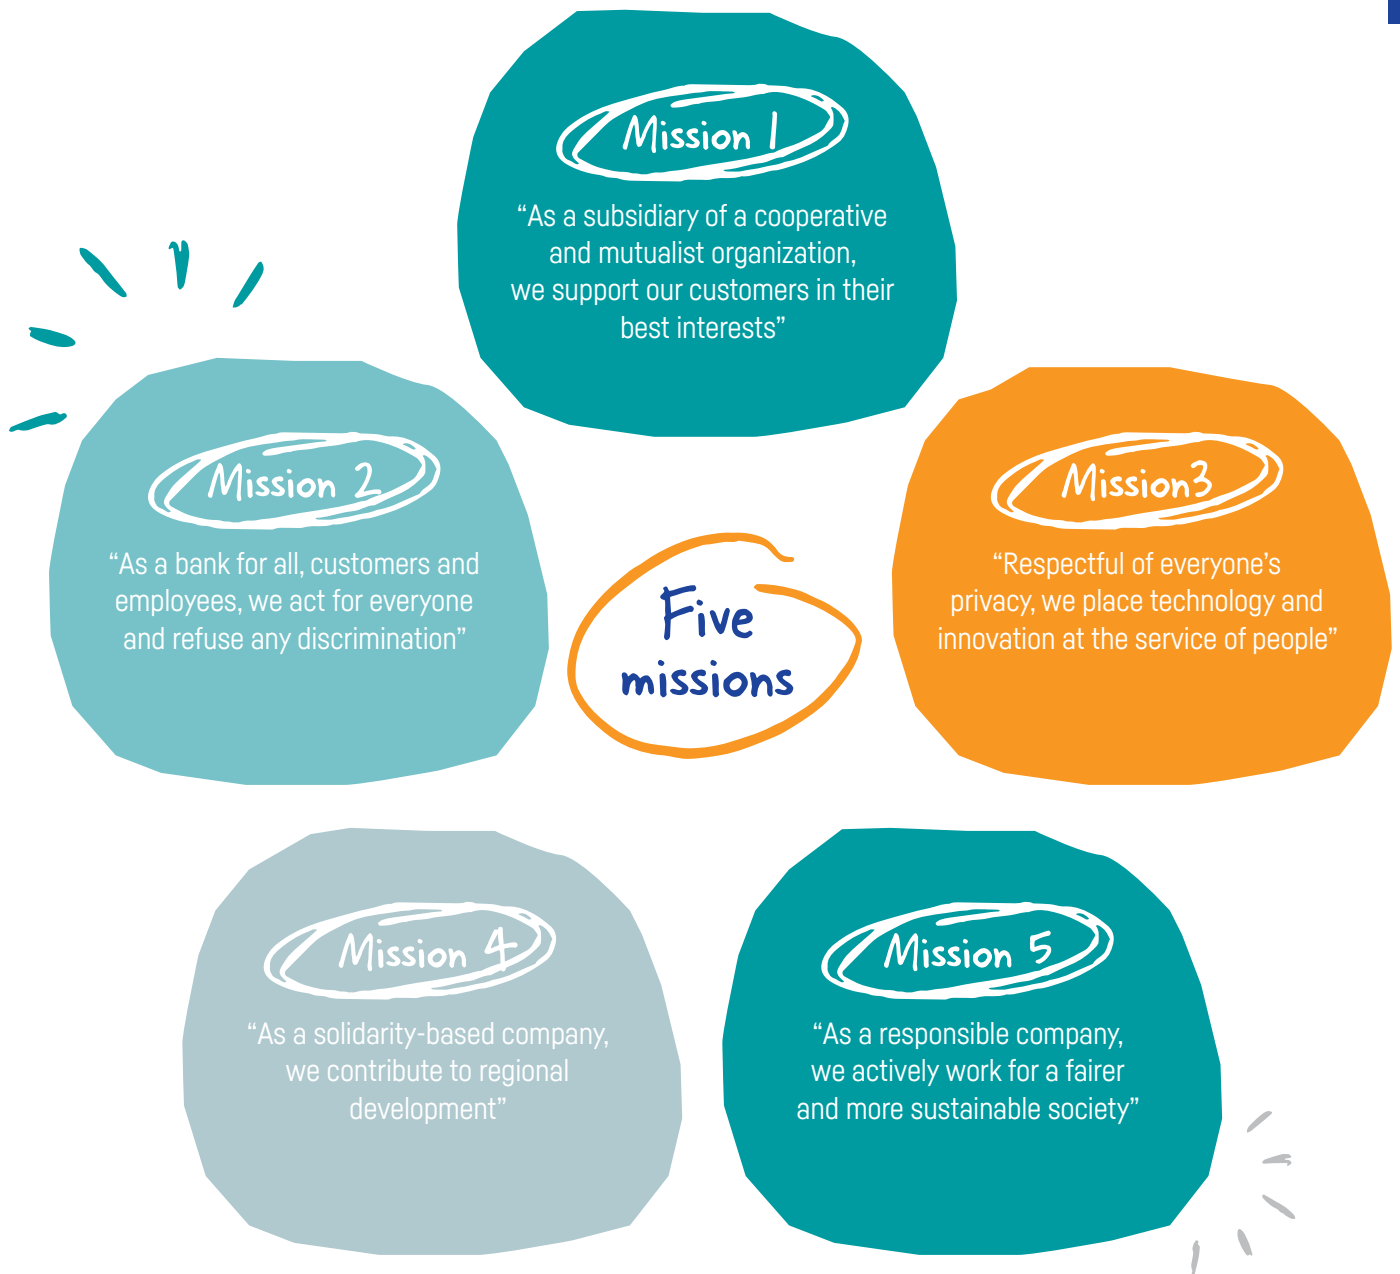 Mission 1
“As a subsidiary of a cooperative
and mutualist organization,
we support our customers in their
best interests”
Mission 2
“As a bank for all, customers and
employees, we act for everyone
and refuse any discrimination”
Five
missions
Mission3
“Respectful of everyone’s
privacy, we place technology and
innovation at the service of people”
Mission 4
“As a solidarity-based company,
we contribute to regional
development”
Mission 5
“As a responsible company,
we actively work for a fairer
and more sustainable society”